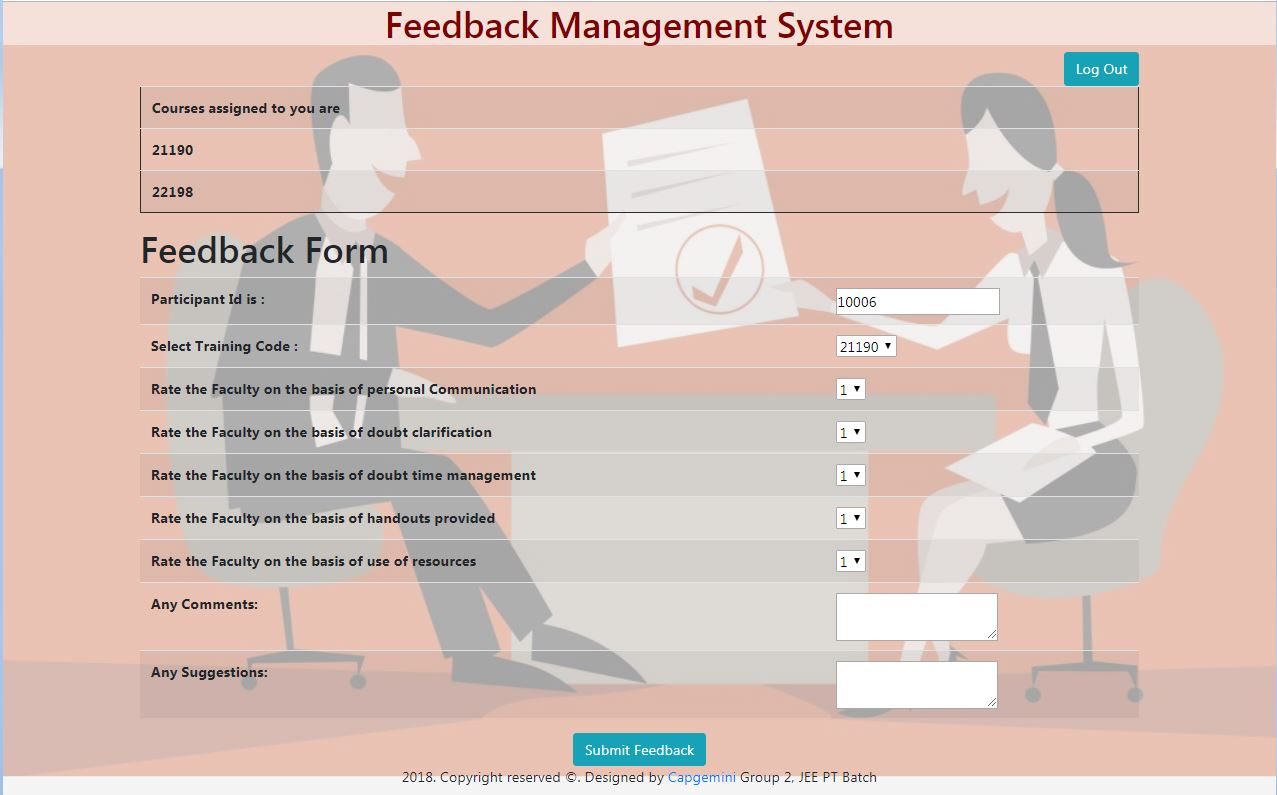 Feedback Management System
Log Out
Courses assigned to you are
21190
22198
Feedback Form
Participant Id is : 10006
Select Training Code : 21190
Rate the Faculty on the basis of personal Communication 1
Rate the Faculty on the basis of doubt clarification 1
Rate the Faculty on the basis of doubt time management 1
Rate the Faculty on the basis of handouts provided 1
Rate the Faculty on the basis of use of resources 1
Any Comments:
Any Suggestions:
Submit Feedback
2018. Copyright reserved ©. Designed by Capgemini Group 2, JEE PT Batch